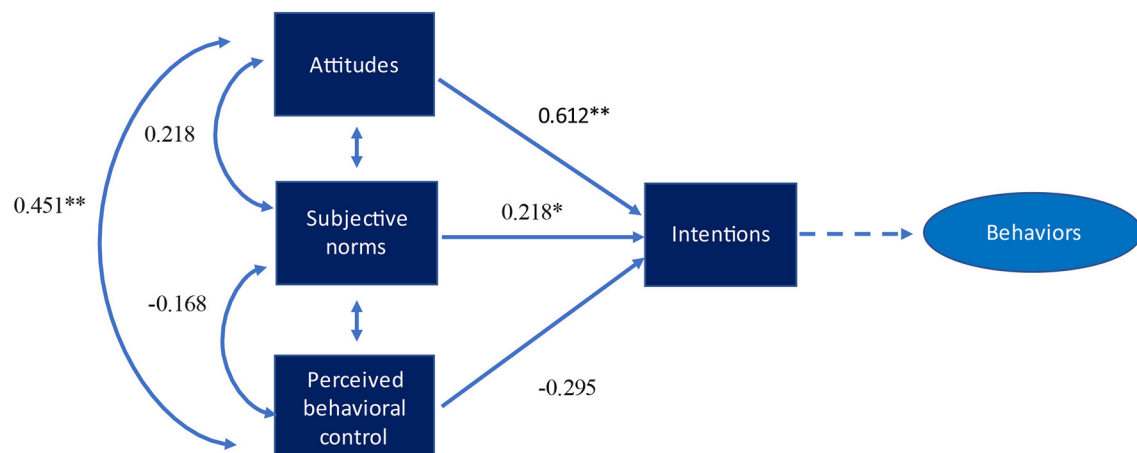 Attitudes
0.612**
0.218
0.451**
Subjective
norms
0.218*
Intentions
Behaviors
-0.168
Perceived
behavioral
control
-0.295